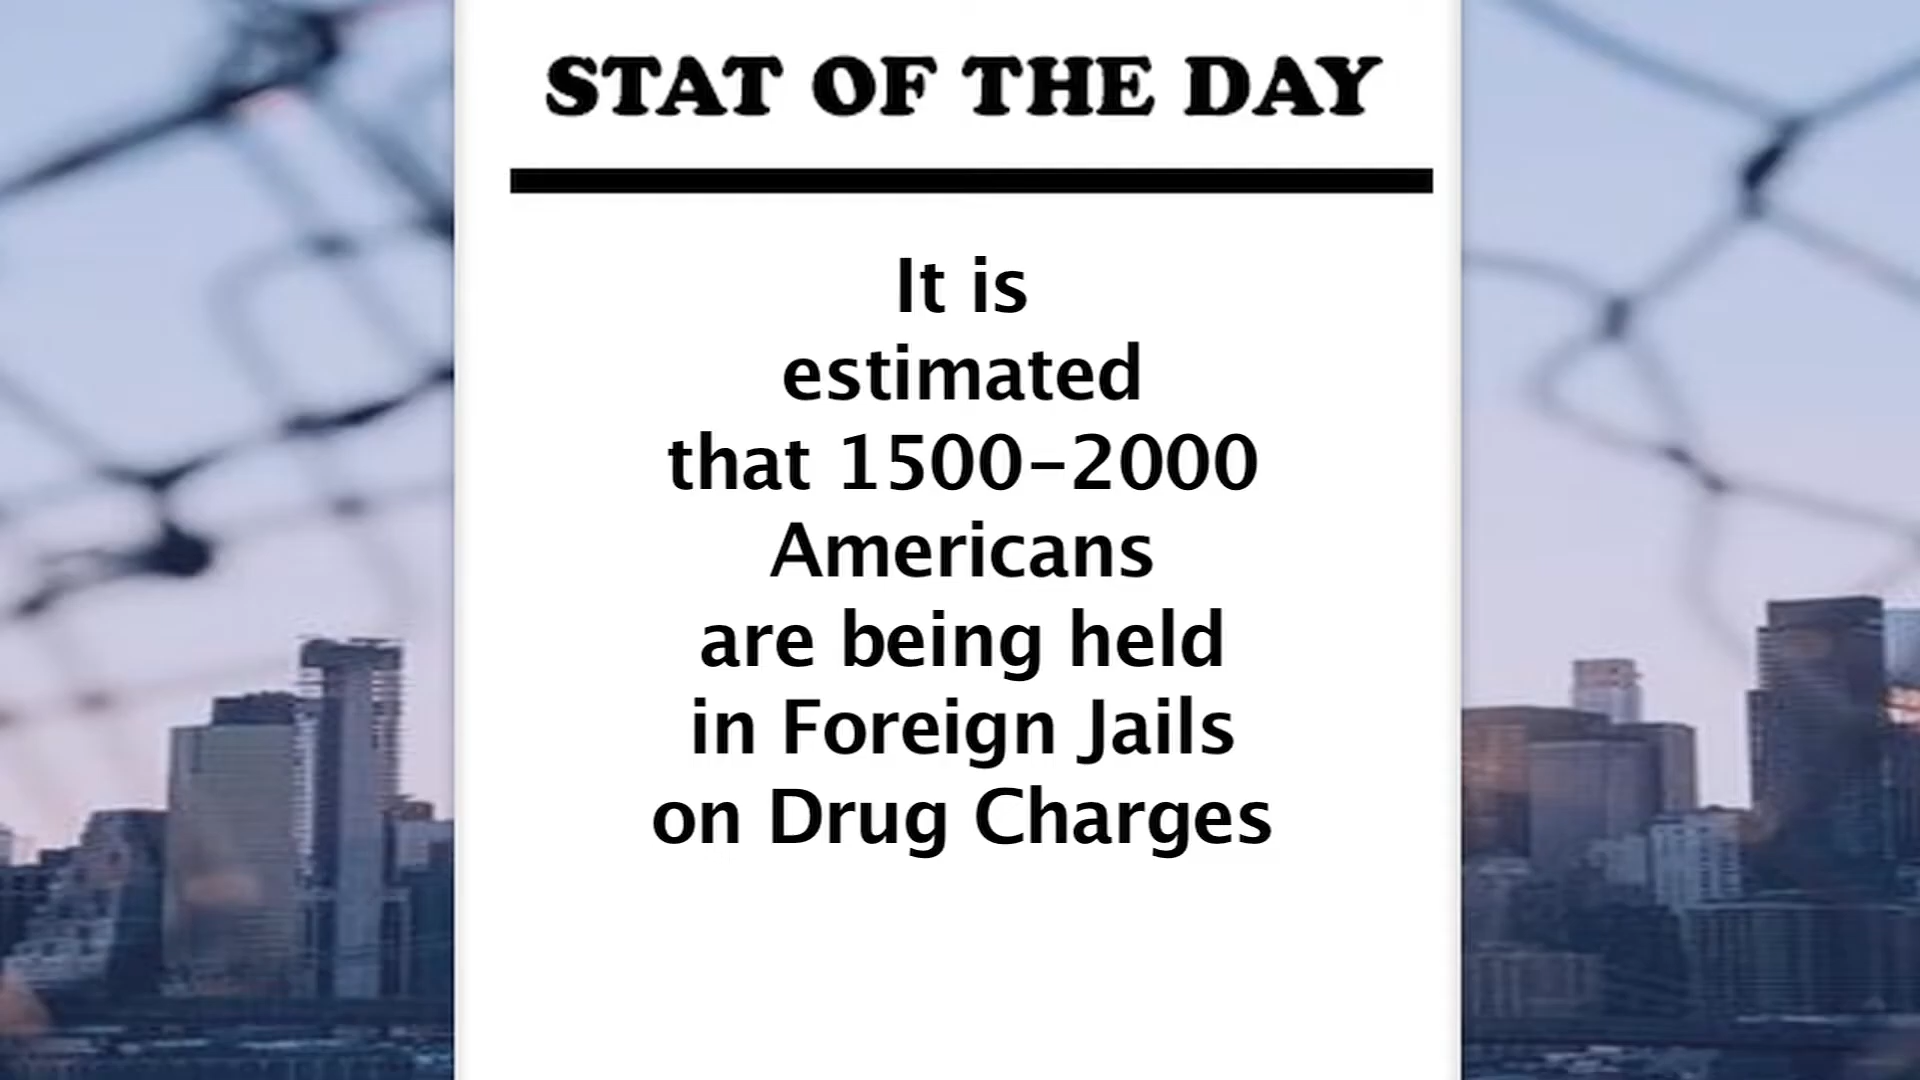 STAT OF THE DAY
It is
estimated
that 1500-2000
Americans
are being held
in Foreign Jails
on Drug Charges